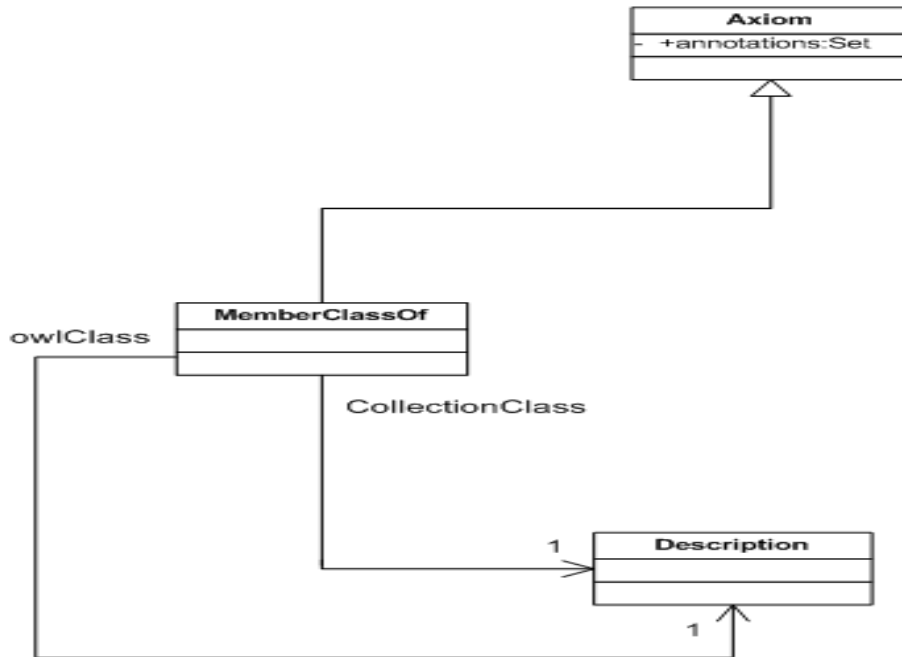 Axiom
- +annotations:Set
MemberClassOf
owlClass
CollectionClass
1
Description
1